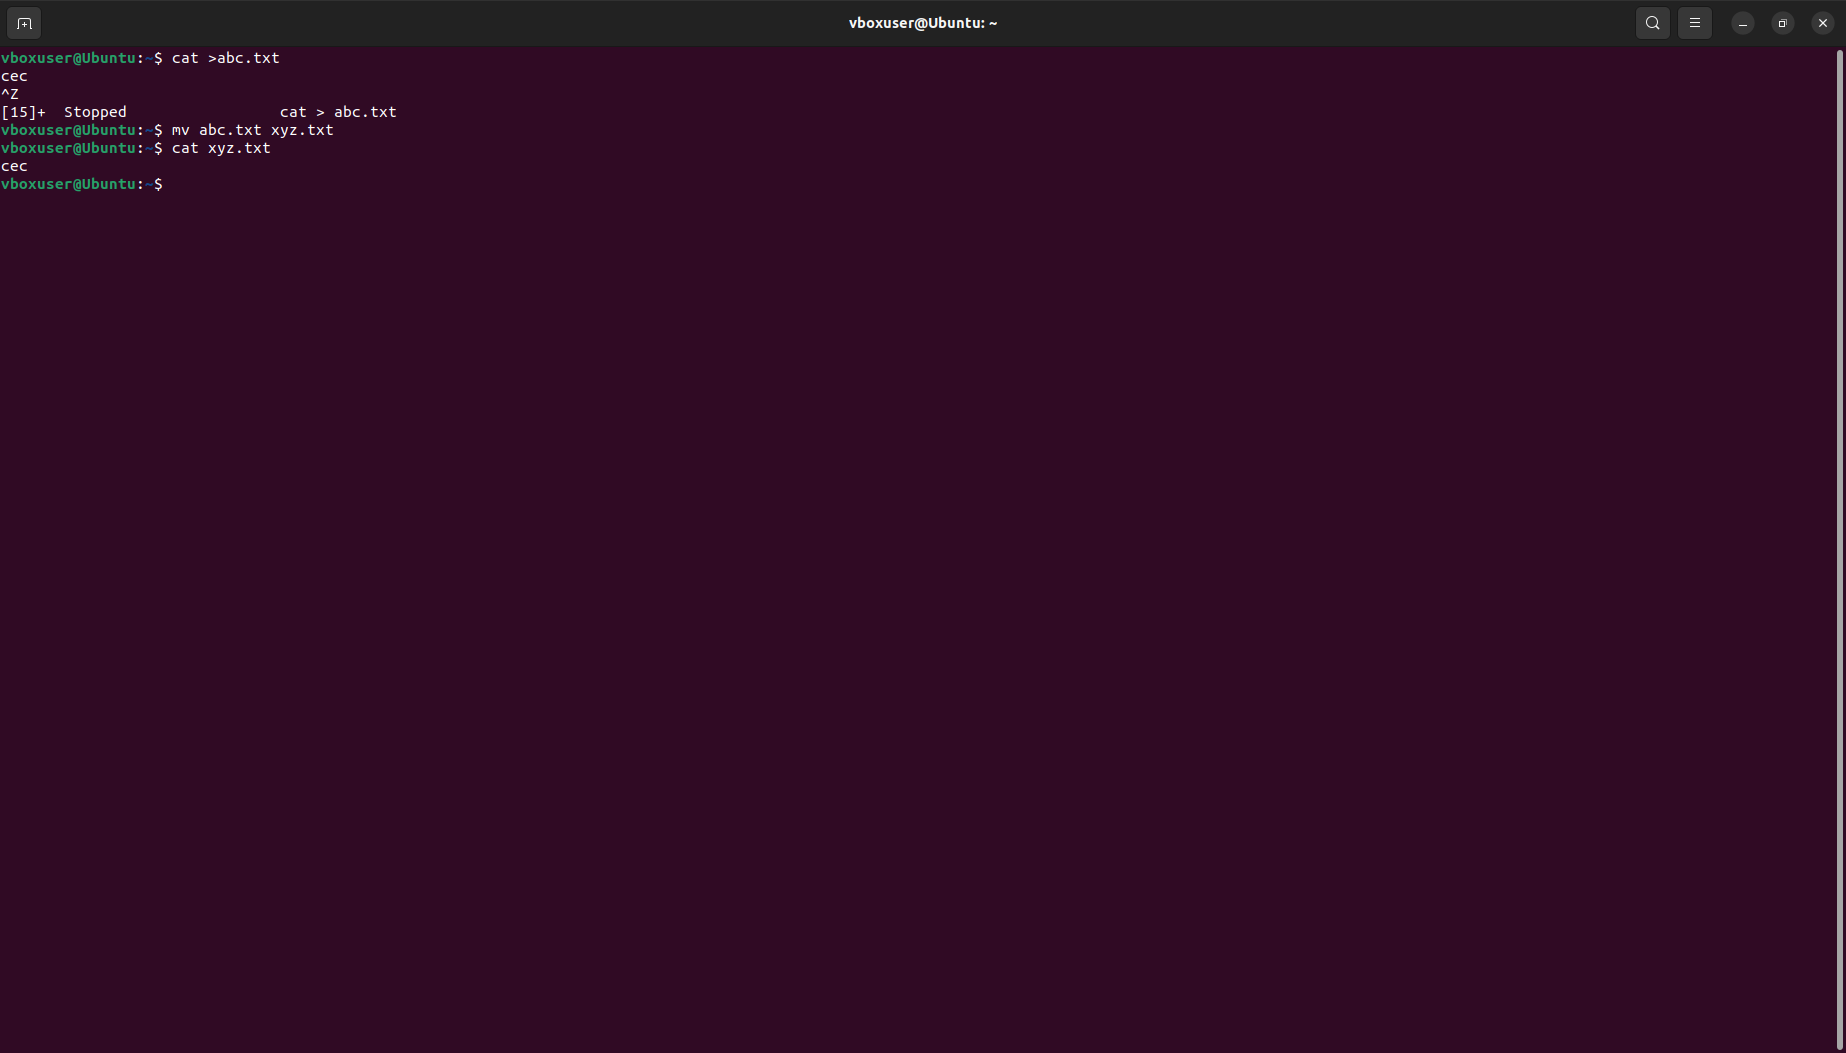 vboxuser@Ubuntu: ~
vboxuser@Ubuntu:~$ cat >abc.txt
cec
^Z
[15]+  Stopped                 cat > abc.txt
vboxuser@Ubuntu:~$ mv abc.txt xyz.txt
vboxuser@Ubuntu:~$ cat xyz.txt
cec
vboxuser@Ubuntu:~$